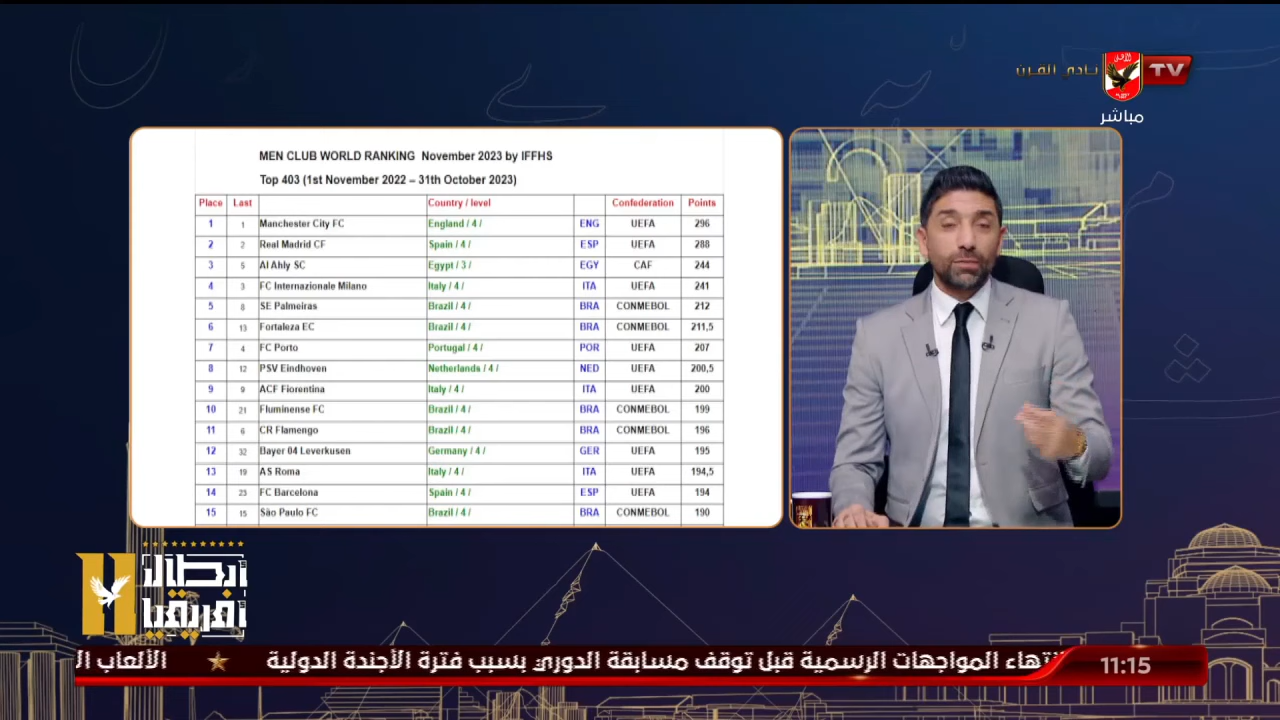 نادي القرن TV
مباشر
MEN CLUB WORLD RANKING November 2023 by IFFHS
Top 403 (1st November 2022 – 31th October 2023)
Place Last Country / level Confederation Points
1 1 Manchester City FC England / 4 / ENG UEFA 296
2 2 Real Madrid CF Spain / 4 / ESP UEFA 288
3 5 Al Ahly SC Egypt / 3 / EGY CAF 244
4 3 FC Internazionale Milano Italy / 4 / ITA UEFA 241
5 8 SE Palmeiras Brazil / 4 / BRA CONMEBOL 212
6 13 Fortaleza EC Brazil / 4 / BRA CONMEBOL 211,5
7 4 FC Porto Portugal / 4 / POR UEFA 207
8 12 PSV Eindhoven Netherlands / 4 / NED UEFA 200,5
9 9 ACF Fiorentina Italy / 4 / ITA UEFA 200
10 21 Fluminense FC Brazil / 4 / BRA CONMEBOL 199
11 6 CR Flamengo Brazil / 4 / BRA CONMEBOL 196
12 32 Bayer 04 Leverkusen Germany / 4 / GER UEFA 195
13 19 AS Roma Italy / 4 / ITA UEFA 194,5
14 23 FC Barcelona Spain / 4 / ESP UEFA 194
15 15 São Paulo FC Brazil / 4 / BRA CONMEBOL 190
11 أبطال
أفريقيا
نتهاء المواجهات الرسمية قبل توقف مسابقة الدوري بسبب فترة الأجندة الدولية ★ الألعاب ال
11:15